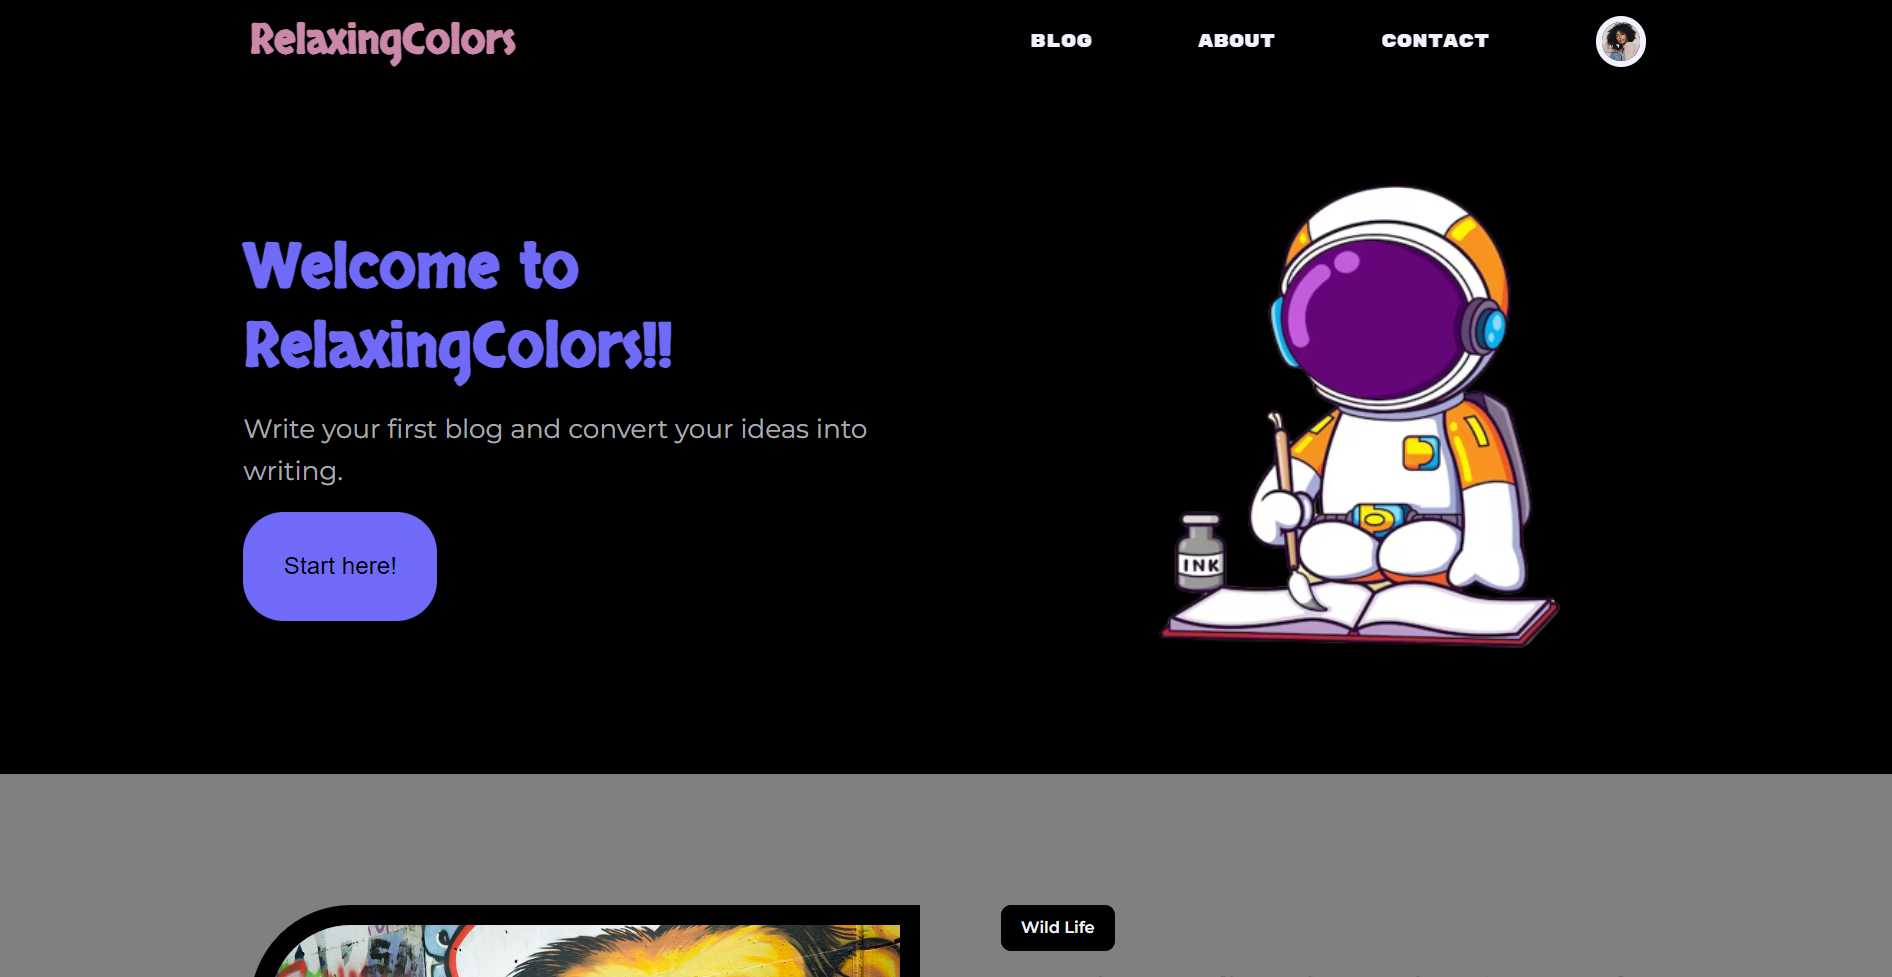 RelaxingColors
BLOG
ABOUT
CONTACT
Welcome to
RelaxingColors!!
Write your first blog and convert your ideas into
writing.
Start here!
INK
Wild Life